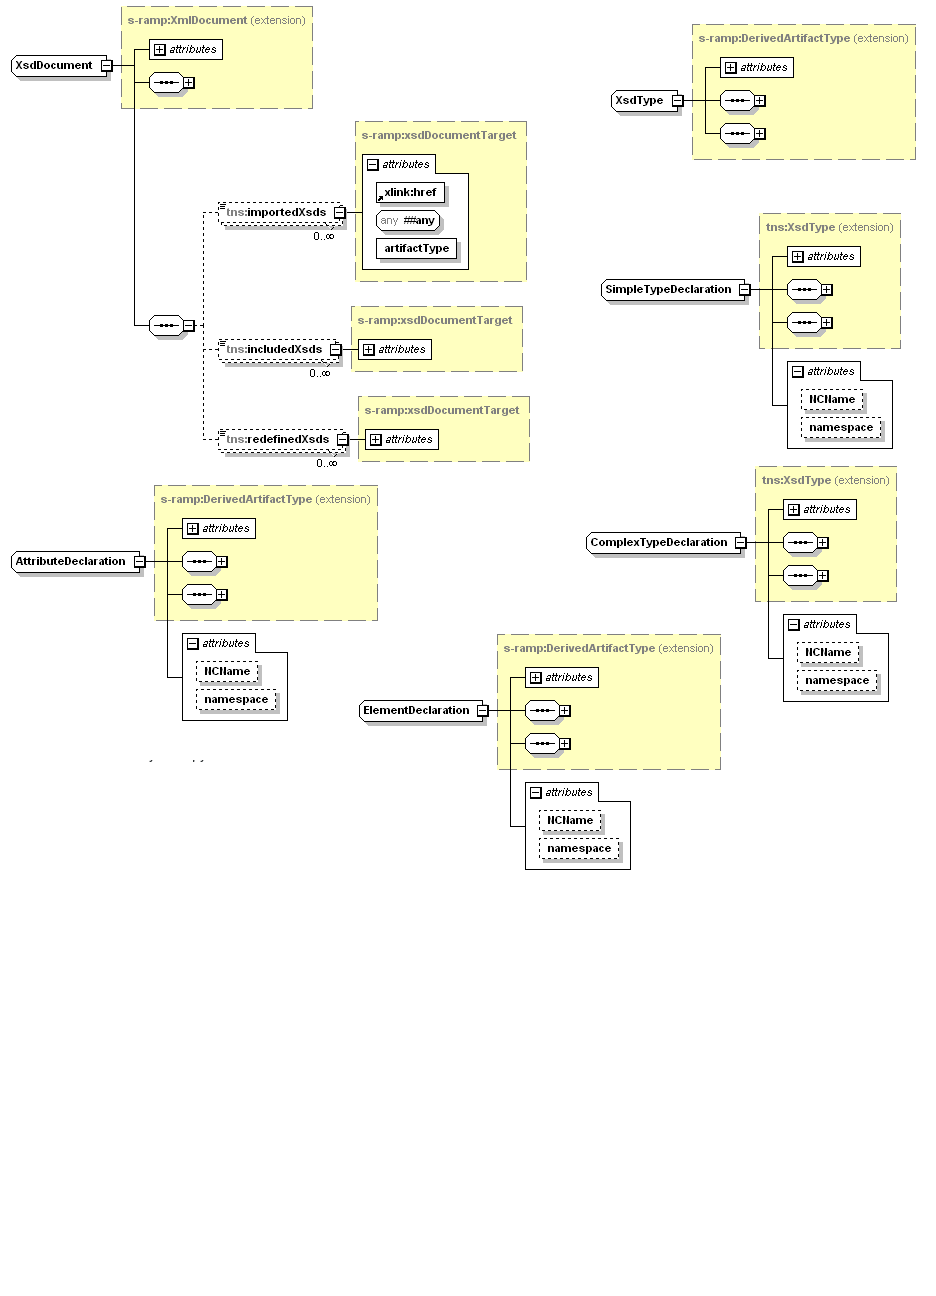 s-ramp:XmlDocument (extension)
XsdDocument
attributes
s-ramp:xsdDocumentTarget
attributes
xlink:href
any ##any
artifactType
tns:importedXsds
0..∞
s-ramp:xsdDocumentTarget
tns:includedXsds
attributes
0..∞
s-ramp:xsdDocumentTarget
tns:redefinedXsds
attributes
0..∞
s-ramp:DerivedArtifactType (extension)
XsdType
attributes
tns:XsdType (extension)
attributes
SimpleTypeDeclaration
attributes
NCName
namespace
tns:XsdType (extension)
attributes
ComplexTypeDeclaration
attributes
NCName
namespace
s-ramp:DerivedArtifactType (extension)
attributes
AttributeDeclaration
attributes
NCName
namespace
s-ramp:DerivedArtifactType (extension)
attributes
ElementDeclaration
attributes
NCName
namespace